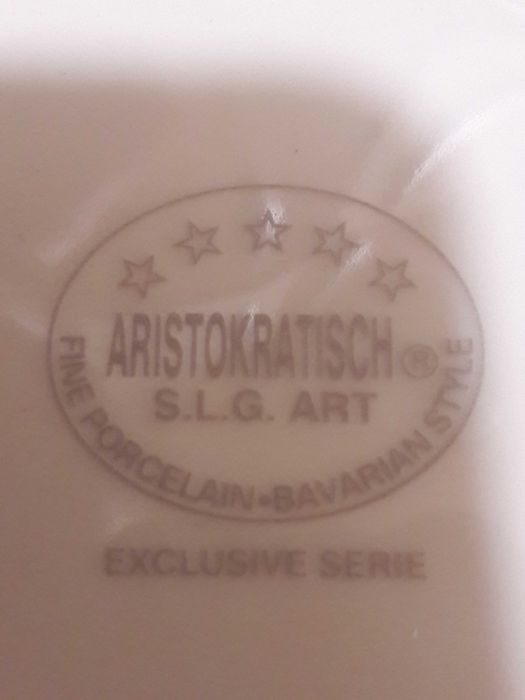 ARISTOKRATISCH ®
S.L.G. ART
FINE PORCELAIN•BAVARIAN STYLE
EXCLUSIVE SERIE